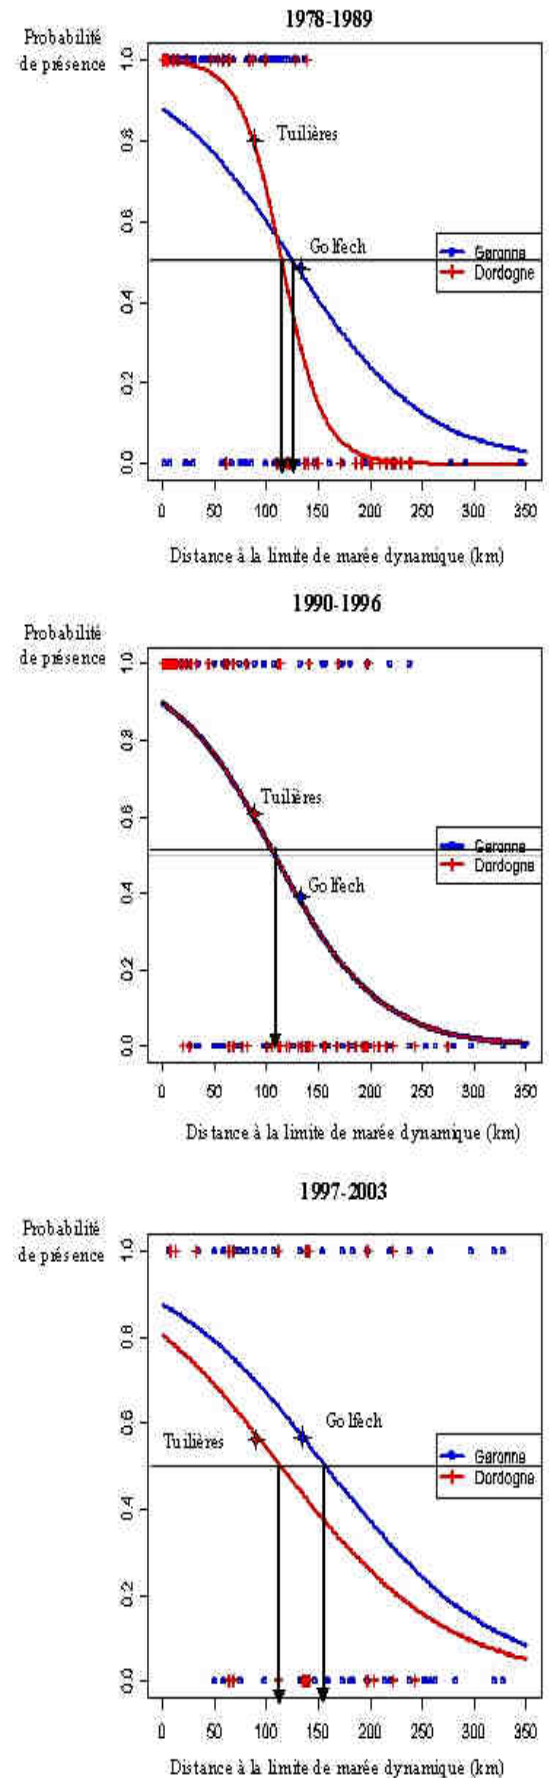 1978-1989
Probabilité
de présence
1.0
0.8
0.6
0.4
0.2
0.0
Tuilières
Golfech
Garonne
Dordogne
0 50 100 150 200 250 300 350
Distance à la limite de marée dynamique (km)
1990-1996
Probabilité
de présence
1.0
0.8
0.6
0.4
0.2
0.0
Tuilières
Golfech
Garonne
Dordogne
0 50 100 150 200 250 300 350
Distance à la limite de marée dynamique (km)
1997-2003
Probabilité
de présence
1.0
0.8
0.6
0.4
0.2
0.0
Tuilières
Golfech
Garonne
Dordogne
0 50 100 150 200 250 300 350
Distance à la limite de marée dynamique (km)